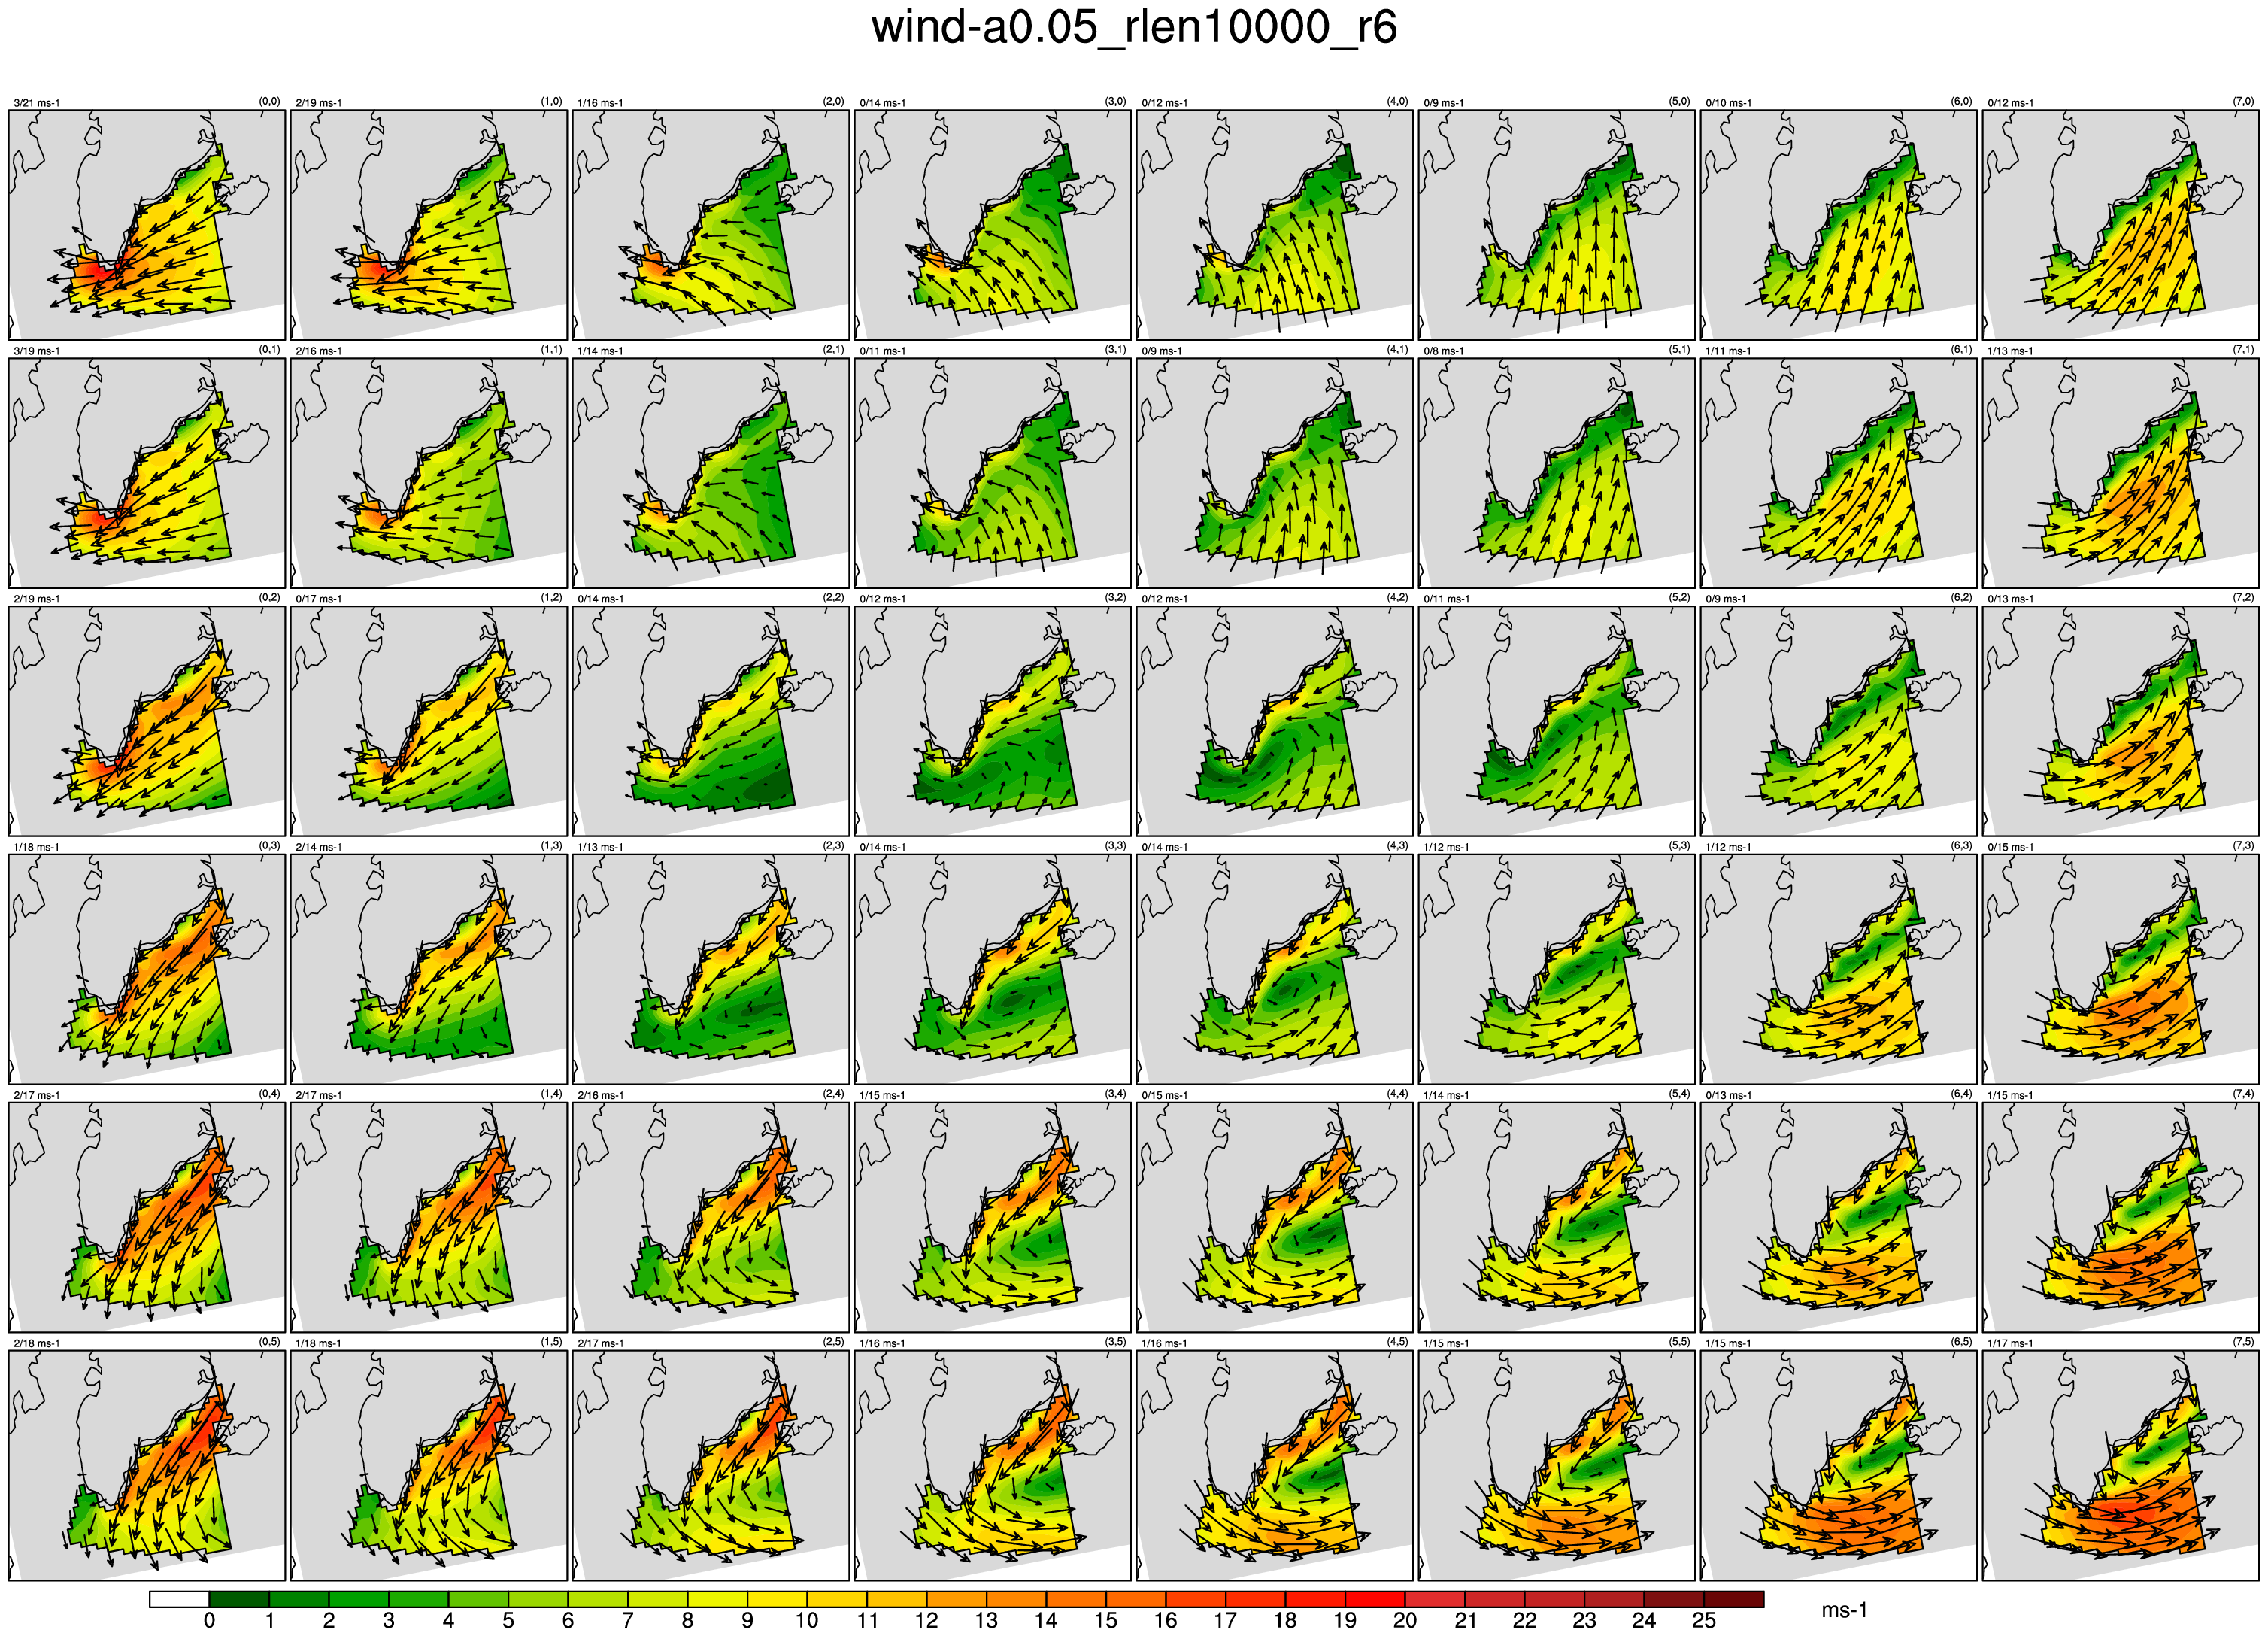 wind-a0.05_rlen10000_r6
3/21 ms-1 (0,0) 2/19 ms-1 (1,0) 1/16 ms-1 (2,0) 0/14 ms-1 (3,0) 0/12 ms-1 (4,0) 0/9 ms-1 (5,0) 0/10 ms-1 (6,0) 0/12 ms-1 (7,0)
3/19 ms-1 (0,1) 2/16 ms-1 (1,1) 1/14 ms-1 (2,1) 0/11 ms-1 (3,1) 0/9 ms-1 (4,1) 0/8 ms-1 (5,1) 1/11 ms-1 (6,1) 1/13 ms-1 (7,1)
2/19 ms-1 (0,2) 0/17 ms-1 (1,2) 0/14 ms-1 (2,2) 0/12 ms-1 (3,2) 0/12 ms-1 (4,2) 0/11 ms-1 (5,2) 0/9 ms-1 (6,2) 0/13 ms-1 (7,2)
1/18 ms-1 (0,3) 2/14 ms-1 (1,3) 1/13 ms-1 (2,3) 0/14 ms-1 (3,3) 0/14 ms-1 (4,3) 1/12 ms-1 (5,3) 1/12 ms-1 (6,3) 0/15 ms-1 (7,3)
2/17 ms-1 (0,4) 2/17 ms-1 (1,4) 2/16 ms-1 (2,4) 1/15 ms-1 (3,4) 0/15 ms-1 (4,4) 1/14 ms-1 (5,4) 0/13 ms-1 (6,4) 1/15 ms-1 (7,4)
2/18 ms-1 (0,5) 1/18 ms-1 (1,5) 2/17 ms-1 (2,5) 1/16 ms-1 (3,5) 1/16 ms-1 (4,5) 1/15 ms-1 (5,5) 1/15 ms-1 (6,5) 1/17 ms-1 (7,5)
0 1 2 3 4 5 6 7 8 9 10 11 12 13 14 15 16 17 18 19 20 21 22 23 24 25 ms-1